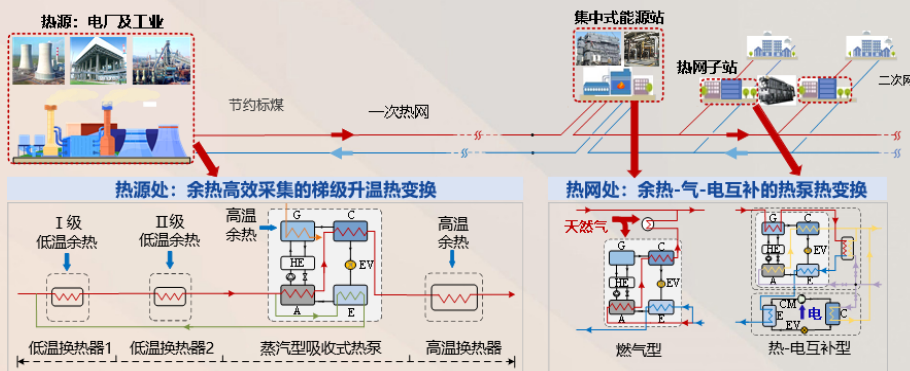 热源：电厂及工业
集中式能源站
热网子站
二次网
节约标煤
一次热网
热源处：余热高效采集的梯级升温热变换
热网处：余热-气-电互补的热泵热变换
I 级
低温余热
II级
低温余热
高温
余热
G
C
HE
EV
A
E
高温
余热
低温换热器1
低温换热器2
蒸汽型吸收式热泵
高温换热器
天然气
G
C
HE
EV
A
E
燃气型
G
C
HE
EV
A
E
CM
E
电
C
EV
热-电互补型